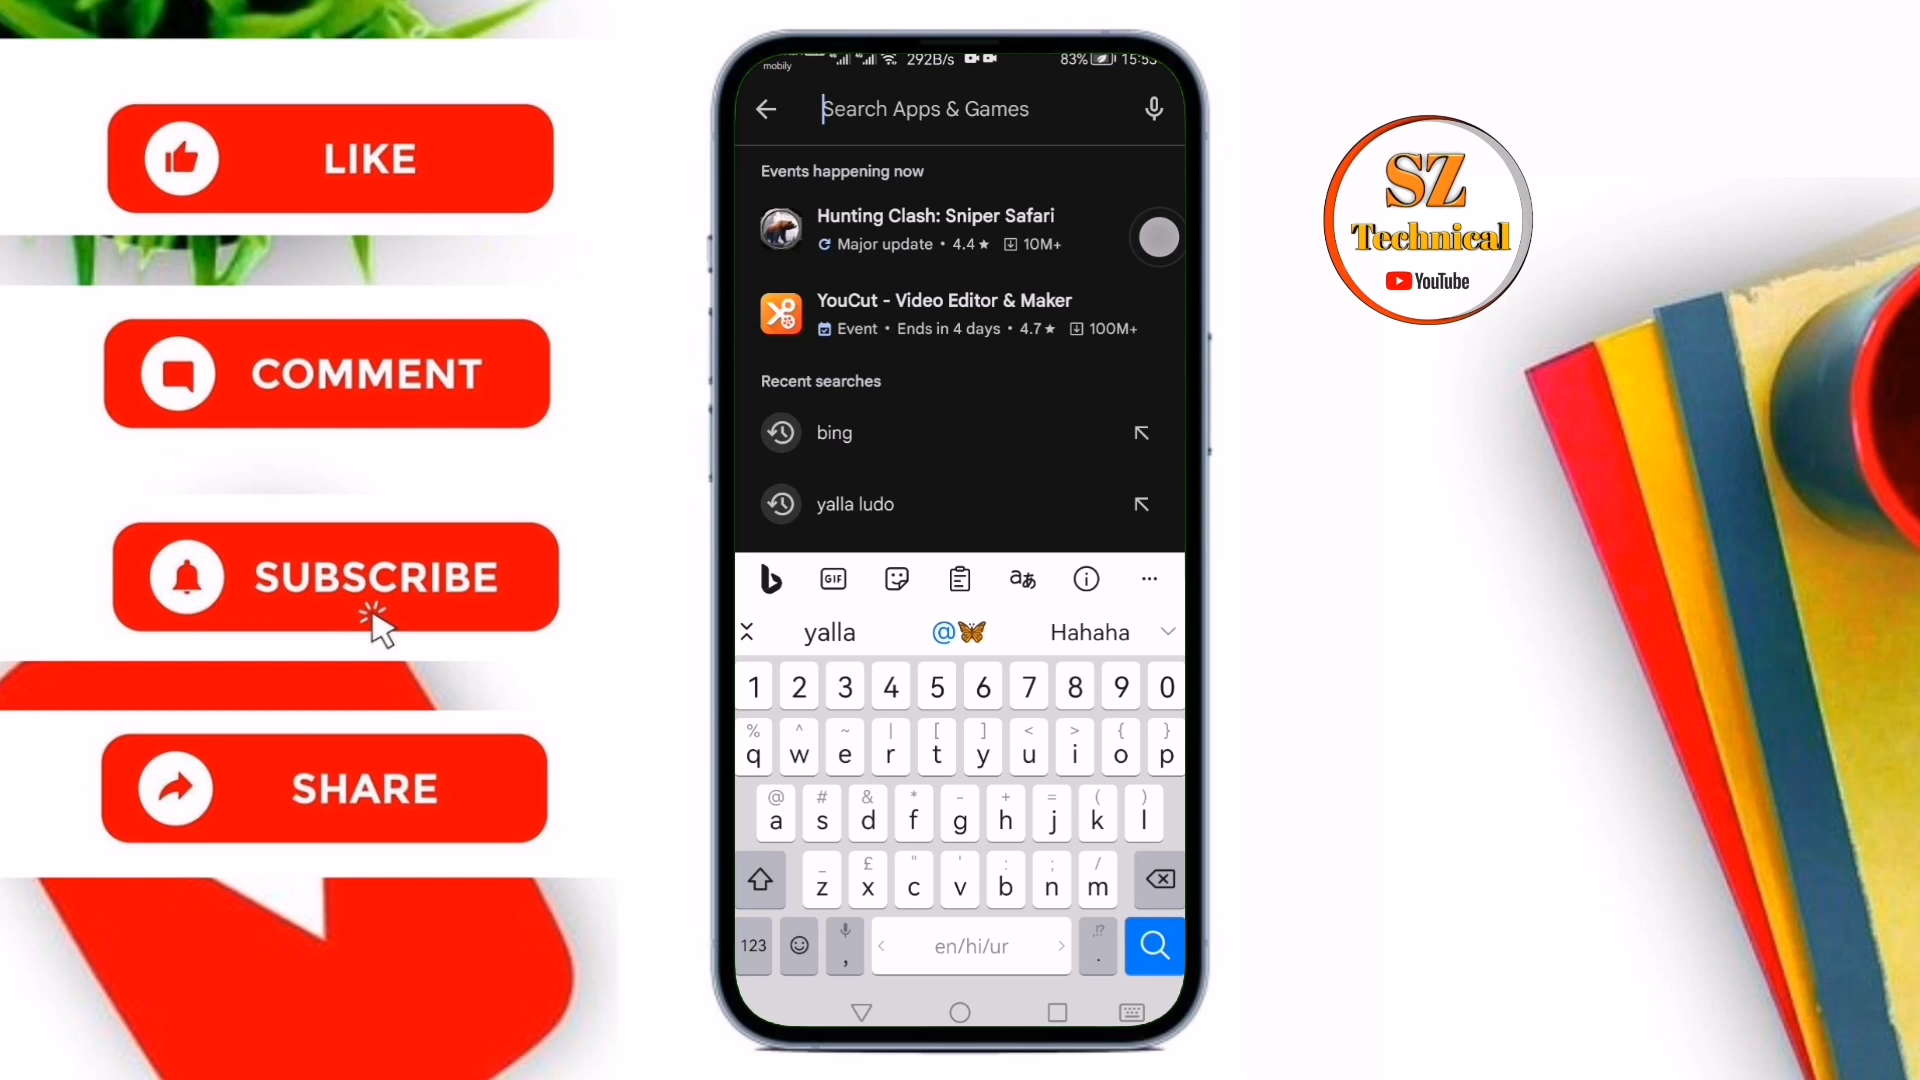 LIKE
COMMENT
SUBSCRIBE
SHARE
mobily
292B/s
83%
Search Apps & Games
Events happening now
Hunting Clash: Sniper Safari
Major update • 4.4★ 10M+
YouCut - Video Editor & Maker
Event • Ends in 4 days • 4.7★ 100M+
Recent searches
bing
yalla ludo
GIF
aあ
yalla @🦋 Hahaha
1 2 3 4 5 6 7 8 9 0
% ^ ~ | [ ] < > { }
q w e r t y u i o p
@ # & * - + = ( )
a s d f g h j k l
_ £ " ' : ; /
z x c v b n m
123 , < en/hi/ur > ,!? .
SZ
Technical
YouTube